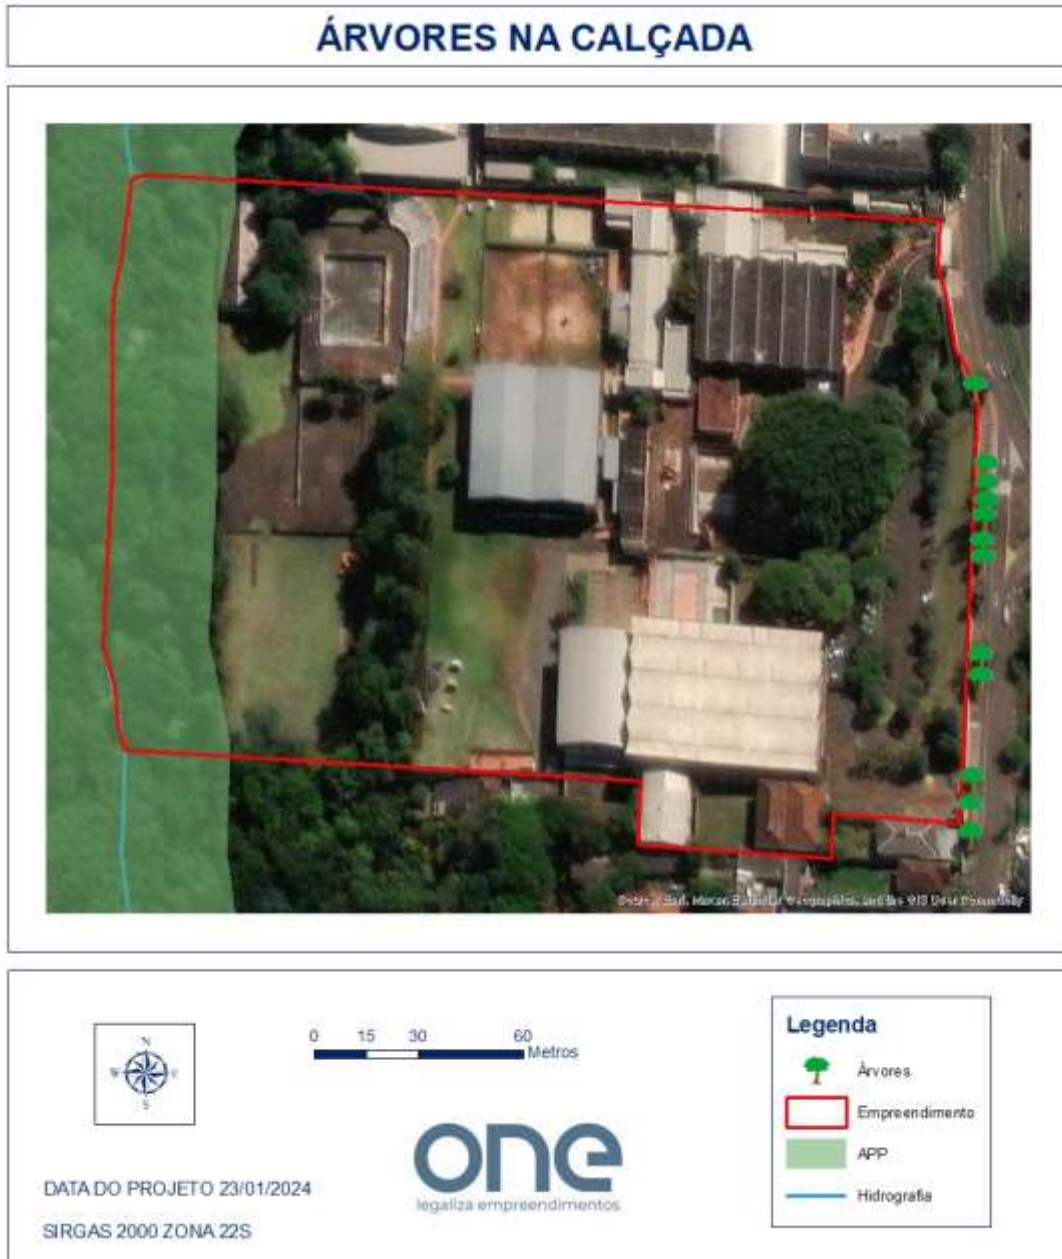 ÁRVORES NA CALÇADA
N
S
0 15 30 60
Metros
DATA DO PROJETO 23/01/2024
SIRGAS 2000 ZONA 22S
one
legaliza empreendimentos
Legenda
Árvores
Empreendimento
APP
Hidrografia